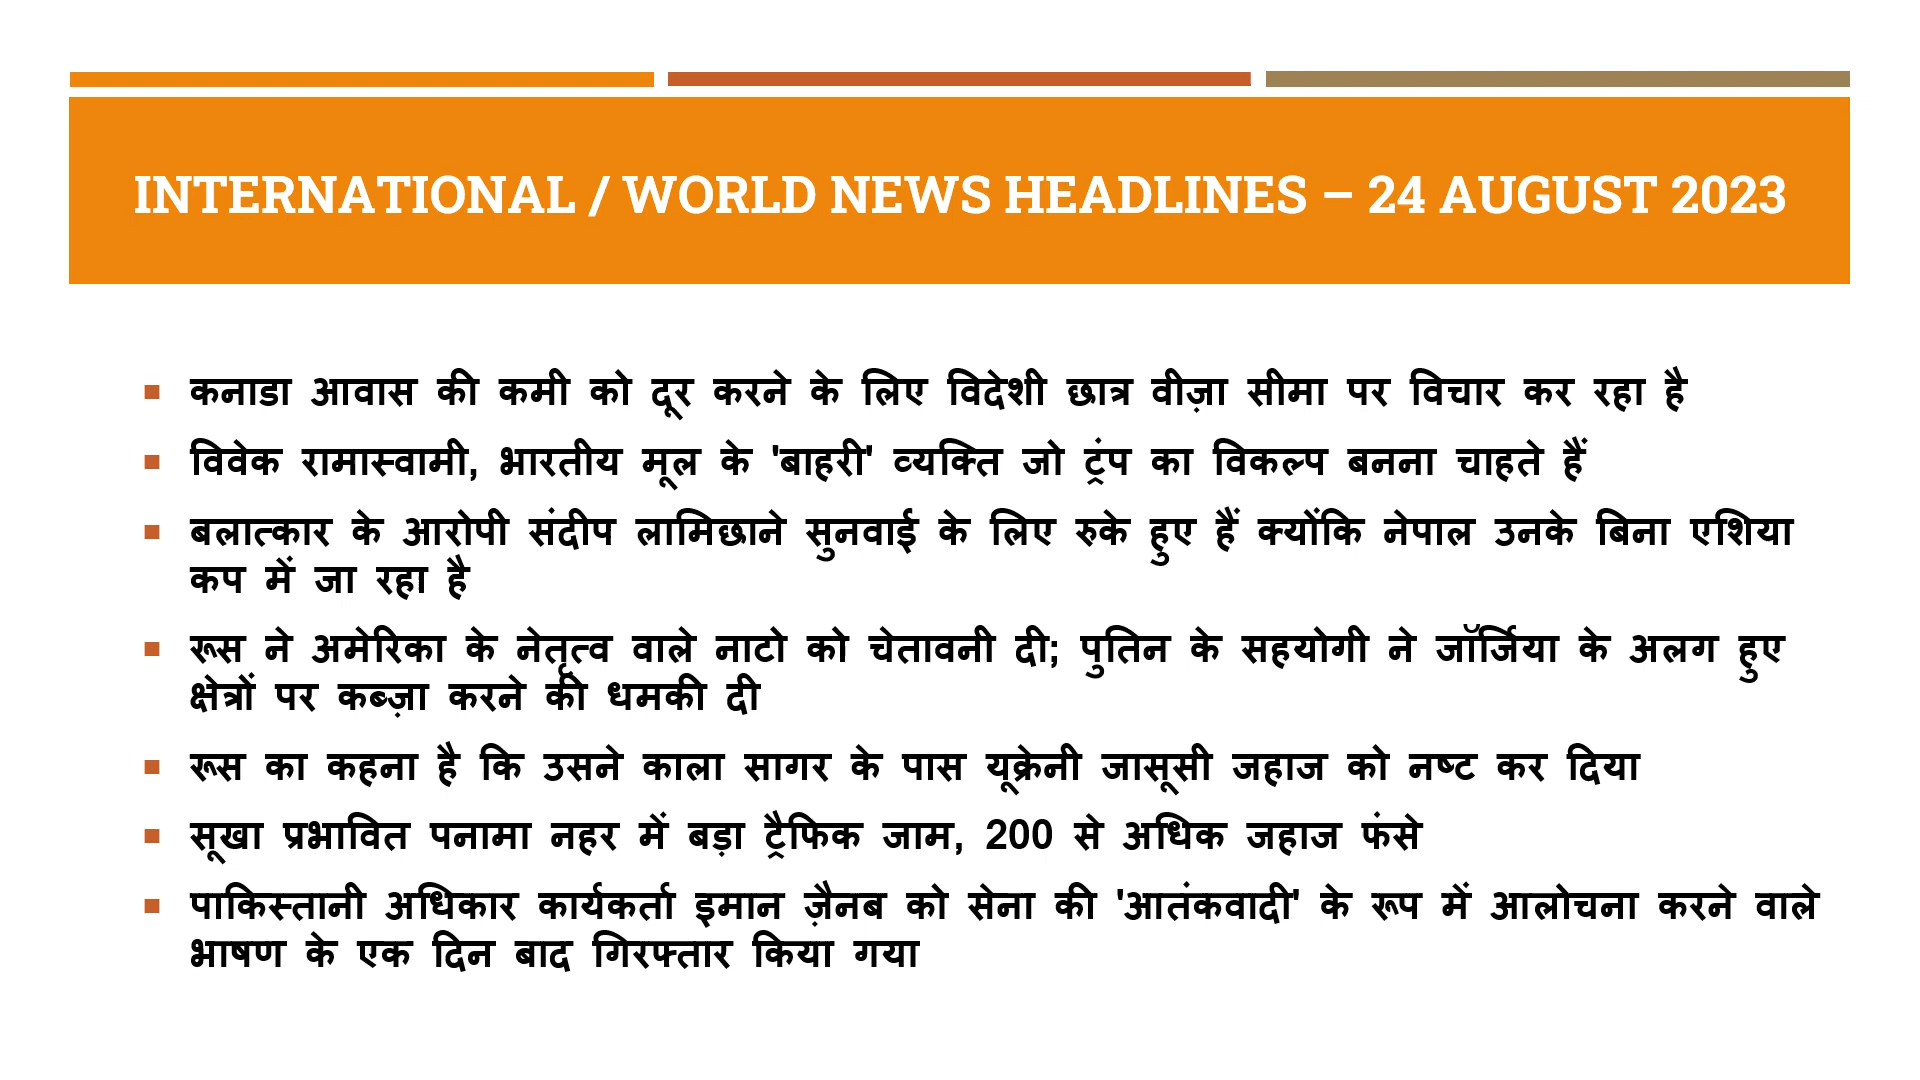 INTERNATIONAL / WORLD NEWS HEADLINES – 24 AUGUST 2023
कनाडा आवास की कमी को दूर करने के लिए विदेशी छात्र वीज़ा सीमा पर विचार कर रहा है
विवेक रामास्वामी, भारतीय मूल के 'बाहरी' व्यक्ति जो ट्रंप का विकल्प बनना चाहते हैं
बलात्कार के आरोपी संदीप लामिछाने सुनवाई के लिए रुके हुए हैं क्योंकि नेपाल उनके बिना एशिया
कप में जा रहा है
रूस ने अमेरिका के नेतृत्व वाले नाटो को चेतावनी दी; पुतिन के सहयोगी ने जॉर्जिया के अलग हुए
क्षेत्रों पर कब्ज़ा करने की धमकी दी
रूस का कहना है कि उसने काला सागर के पास यूक्रेनी जासूसी जहाज को नष्ट कर दिया
सूखा प्रभावित पनामा नहर में बड़ा ट्रैफिक जाम, 200 से अधिक जहाज फंसे
पाकिस्तानी अधिकार कार्यकर्ता इमान ज़ैनब को सेना की 'आतंकवादी' के रूप में आलोचना करने वाले
भाषण के एक दिन बाद गिरफ्तार किया गया